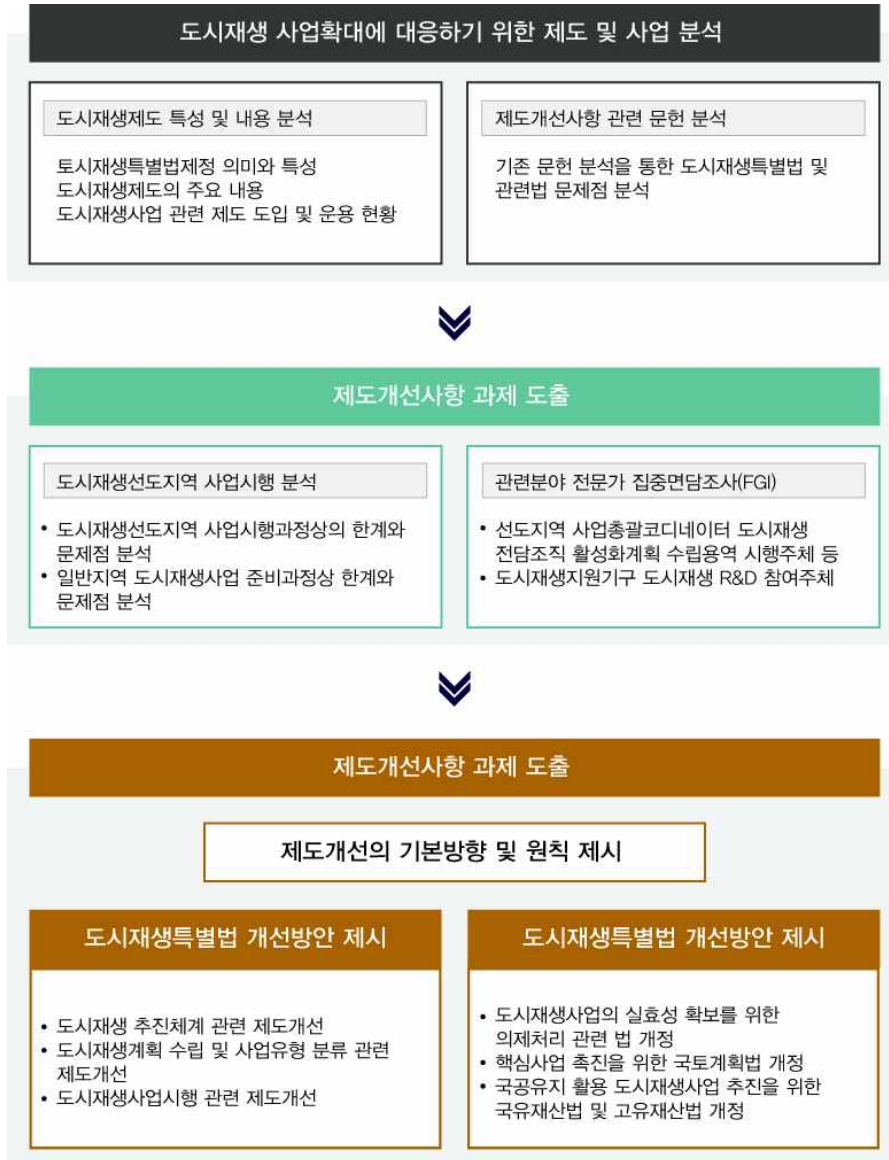 도시재생 사업확대에 대응하기 위한 제도 및 사업 분석
도시재생제도 특성 및 내용 분석
토시재생특별법제정 의미와 특성
도시재생제도의 주요 내용
도시재생사업 관련 제도 도입 및 운용 현황
제도개선사항 관련 문헌 분석
기존 문헌 분석을 통한 도시재생특별법 및
관련법 문제점 분석
제도개선사항 과제 도출
도시재생선도지역 사업시행 분석
• 도시재생선도지역 사업시행과정상의 한계와
문제점 분석
• 일반지역 도시재생사업 준비과정상 한계와
문제점 분석
관련분야 전문가 집중면담조사(FGI)
• 선도지역 사업총괄코디네이터 도시재생
전담조직 활성화계획 수립용역 시행주체 등
• 도시재생지원기구 도시재생 R&D 참여주체
제도개선사항 과제 도출
제도개선의 기본방향 및 원칙 제시
도시재생특별법 개선방안 제시
• 도시재생 추진체계 관련 제도개선
• 도시재생계획 수립 및 사업유형 분류 관련
제도개선
• 도시재생사업시행 관련 제도개선
도시재생특별법 개선방안 제시
• 도시재생사업의 실효성 확보를 위한
의제처리 관련 법 개정
• 핵심사업 촉진을 위한 국토계획법 개정
• 국공유지 활용 도시재생사업 추진을 위한
국유재산법 및 고유재산법 개정